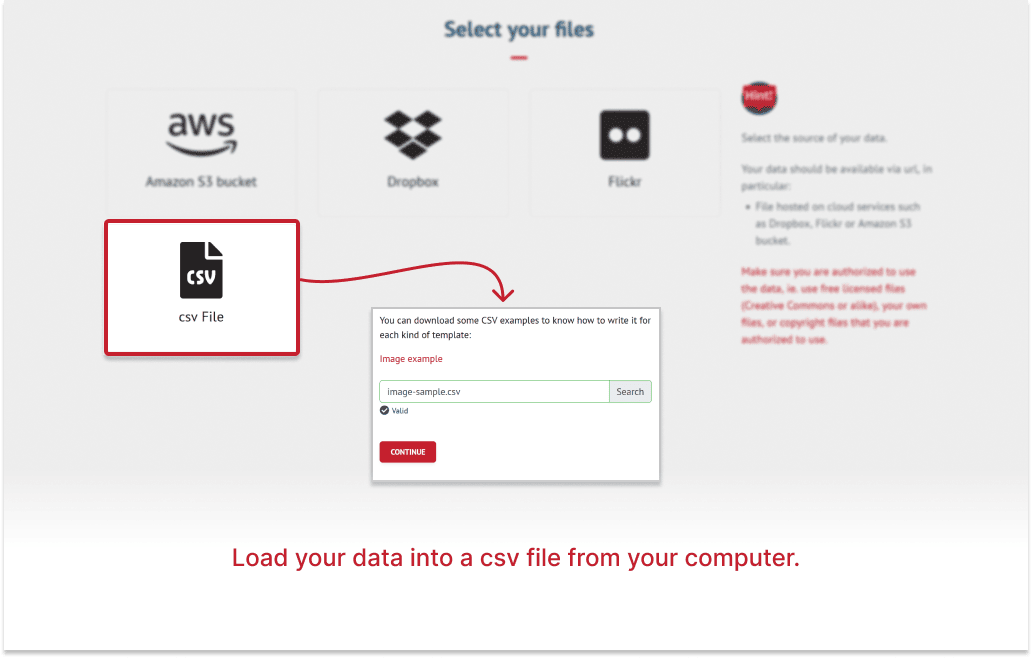 Select your files
aws
Amazon S3 bucket
Dropbox
Flickr
Hint!
Select the source of your data.
Your data should be available via url, in
particular:
• File hosted on cloud services such
as Dropbox, Flickr or Amazon S3
bucket.
Make sure you are authorized to use
the data, ie. use free licensed files
(Creative Commons or alike), your own
files, or copyright files that you are
authorized to use.
CSV
csv File
You can download some CSV examples to know how to write it for
each kind of template:
Image example
image-sample.csv
Search
Valid
CONTINUE
Load your data into a csv file from your computer.